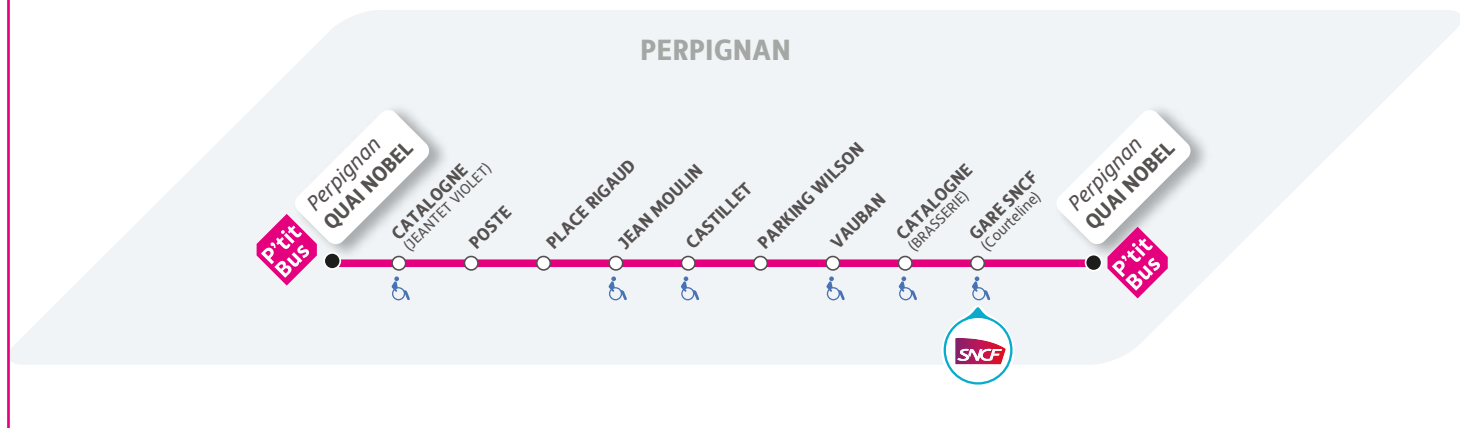 PERPIGNAN
P'tit
Bus
Perpignan
QUAI NOBEL
CATALOGNE
(JEANTET VIOLET)
POSTE
PLACE RIGAUD
JEAN MOULIN
CASTILLET
PARKING WILSON
VAUBAN
CATALOGNE
(BRASSERIE)
GARE SNCF
(Courteline)
Perpignan
QUAI NOBEL
P'tit
Bus
SNCF